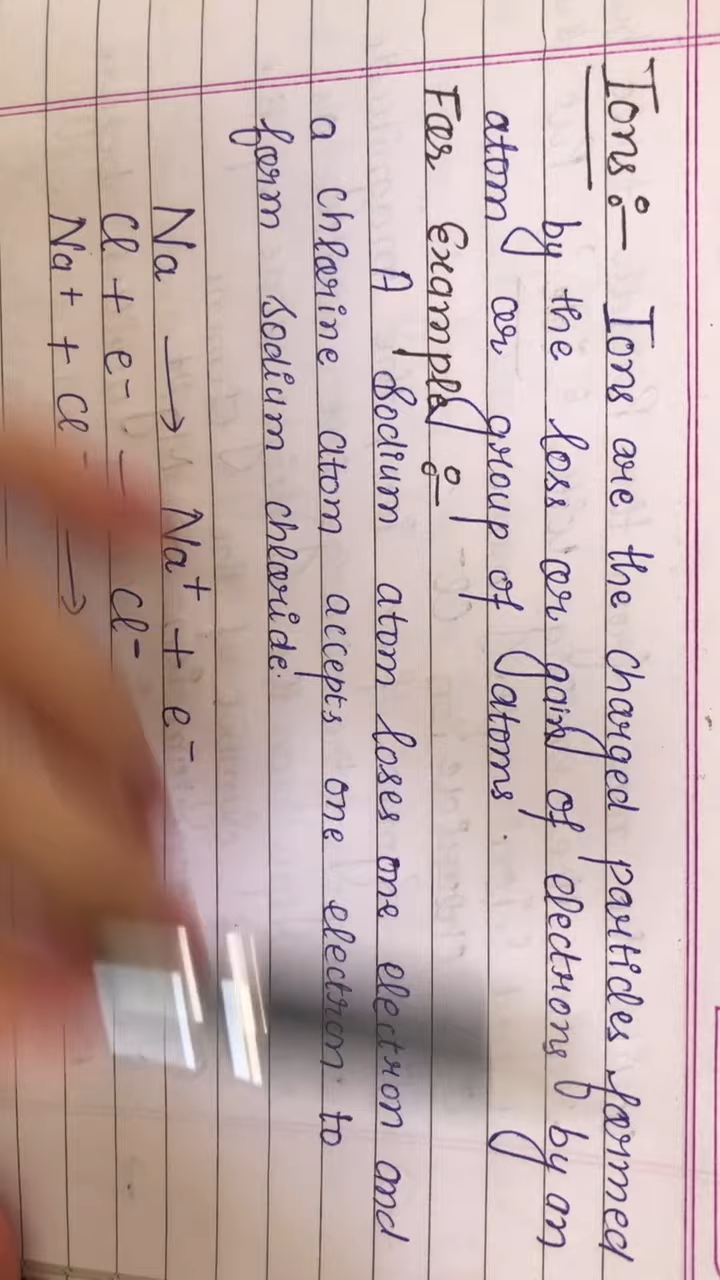 Ions :- Ions are the charged particles formed
by the loss or gain of electrons by an
atom or group of atoms.
For Example :-
A Sodium atom loses one electron and
a chlorine atom accepts one electron to
form sodium chloride.
Na → Na⁺ + e⁻
Cl + e⁻ Cl⁻
Na⁺ + Cl⁻ →